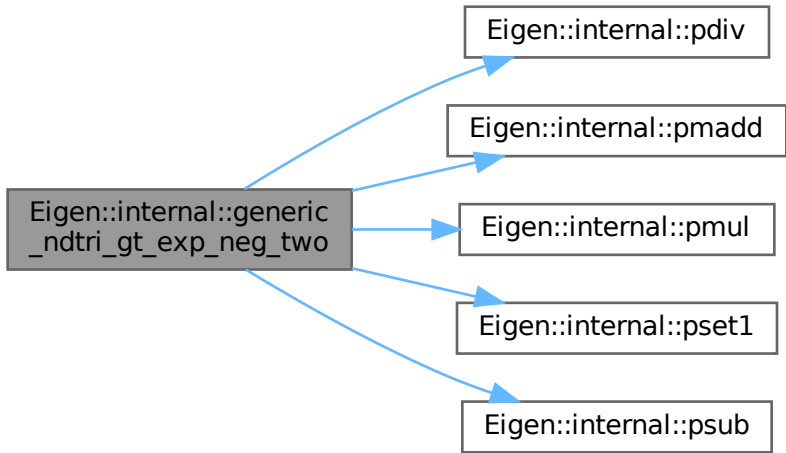 Eigen::internal::pdiv
Eigen::internal::pmadd
Eigen::internal::generic
_ndtri_gt_exp_neg_two
Eigen::internal::pmul
Eigen::internal::pset1
Eigen::internal::psub